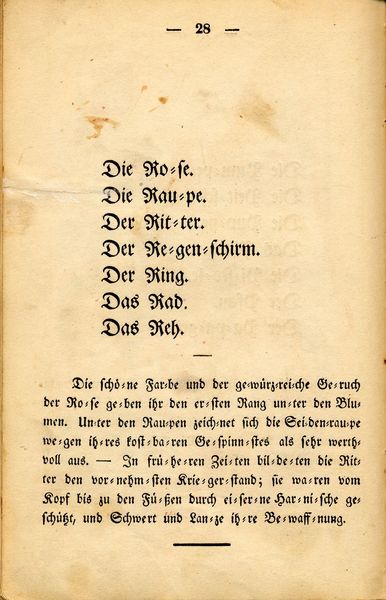 — 28 —
Die Ro⸗se.
Die Rau⸗pe.
Der Rit⸗ter.
Der Re⸗gen⸗schirm.
Der Ring.
Das Rad.
Das Reh.
Die schö⸗ne Far⸗be und der ge⸗würz⸗reiche Ge⸗ruch
der Ro⸗se ge⸗ben ihr den er⸗sten Rang un⸗ter den Blu⸗
men. Un⸗ter den Rau⸗pen zeich⸗net sich die Sei⸗den⸗rau⸗pe
we⸗gen ih⸗res kost⸗ba⸗ren Ge⸗spinn⸗stes als sehr werth⸗
voll aus. — In frü⸗he⸗ren Zei⸗ten bil⸗de⸗ten die Rit⸗
ter den vor⸗nehm⸗sten Krie⸗ger⸗stand; sie wa⸗ren vom
Kopf bis zu den Fü⸗ßen durch ei⸗ser⸗ne Har⸗ni⸗sche ge⸗
schützt, und Schwert und Lan⸗ze ih⸗re Be⸗waff⸗nung.